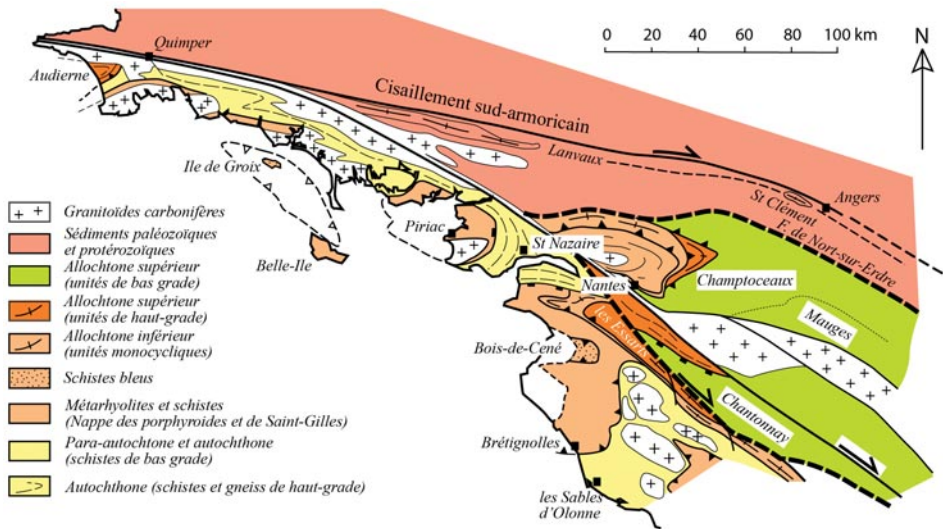 0 20 40 60 80 100 km
N
Quimper
Audierne
Cisaillement sud-armoricain
Lanvaux
Angers
St Clément
F. de Nort-sur-Erdre
Ile de Groix
Piriac
St Nazaire
Belle-Ile
Nantes
Champtoceaux
Mauges
les Essarts
Bois-de-Cené
Chantonnay
Brétignolles
les Sables
d'Olonne
Granitoïdes carbonifères
Sédiments paléozoïques
et protérozoïques
Allochtone supérieur
(unités de bas grade)
Allochtone supérieur
(unités de haut-grade)
Allochtone inférieur
(unités monocycliques)
Schistes bleus
Métarhyolites et schistes
(Nappe des porphyroides et de Saint-Gilles)
Para-autochtone et autochthone
(schistes de bas grade)
Autochthone (schistes et gneiss de haut-grade)